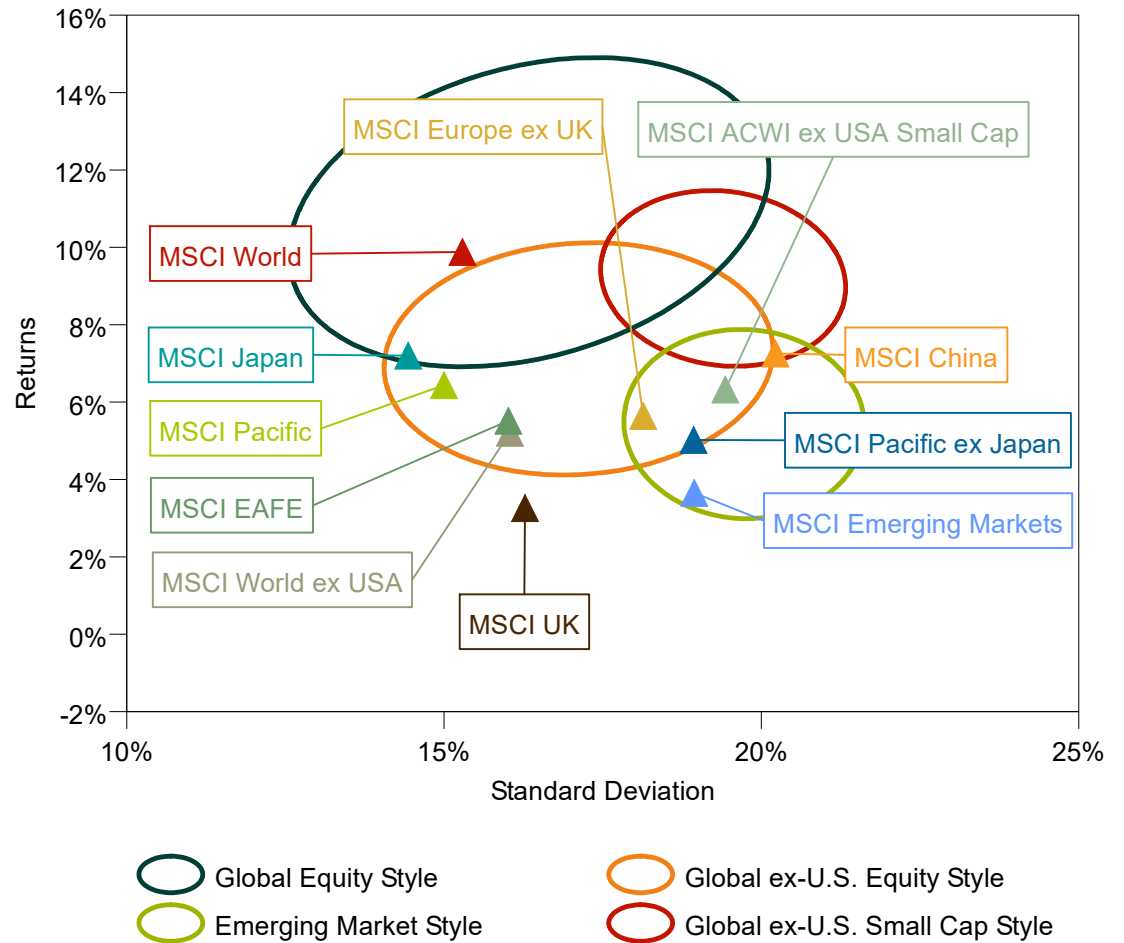 16%
14%
MSCI Europe ex UK
MSCI ACWI ex USA Small Cap
12%
10%
MSCI World
8%
MSCI Japan
MSCI China
Returns
6%
MSCI Pacific
MSCI Pacific ex Japan
4%
MSCI EAFE
MSCI Emerging Markets
2%
MSCI World ex USA
MSCI UK
0%
-2%
10%
15%
20%
25%
Standard Deviation
Global Equity Style
Global ex-U.S. Equity Style
Emerging Market Style
Global ex-U.S. Small Cap Style